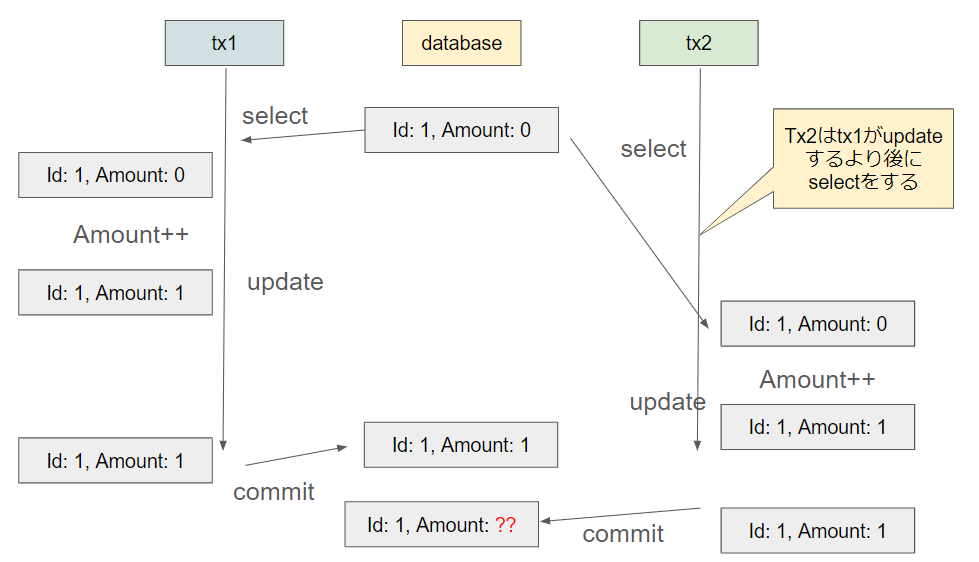 tx1
database
tx2
select
Id: 1, Amount: 0
select
Tx2はtx1がupdate
するより後に
selectをする
Id: 1, Amount: 0
Amount++
Id: 1, Amount: 1
update
Id: 1, Amount: 0
Amount++
update
Id: 1, Amount: 1
Id: 1, Amount: 1
Id: 1, Amount: 1
commit
Id: 1, Amount: ??
commit
Id: 1, Amount: 1